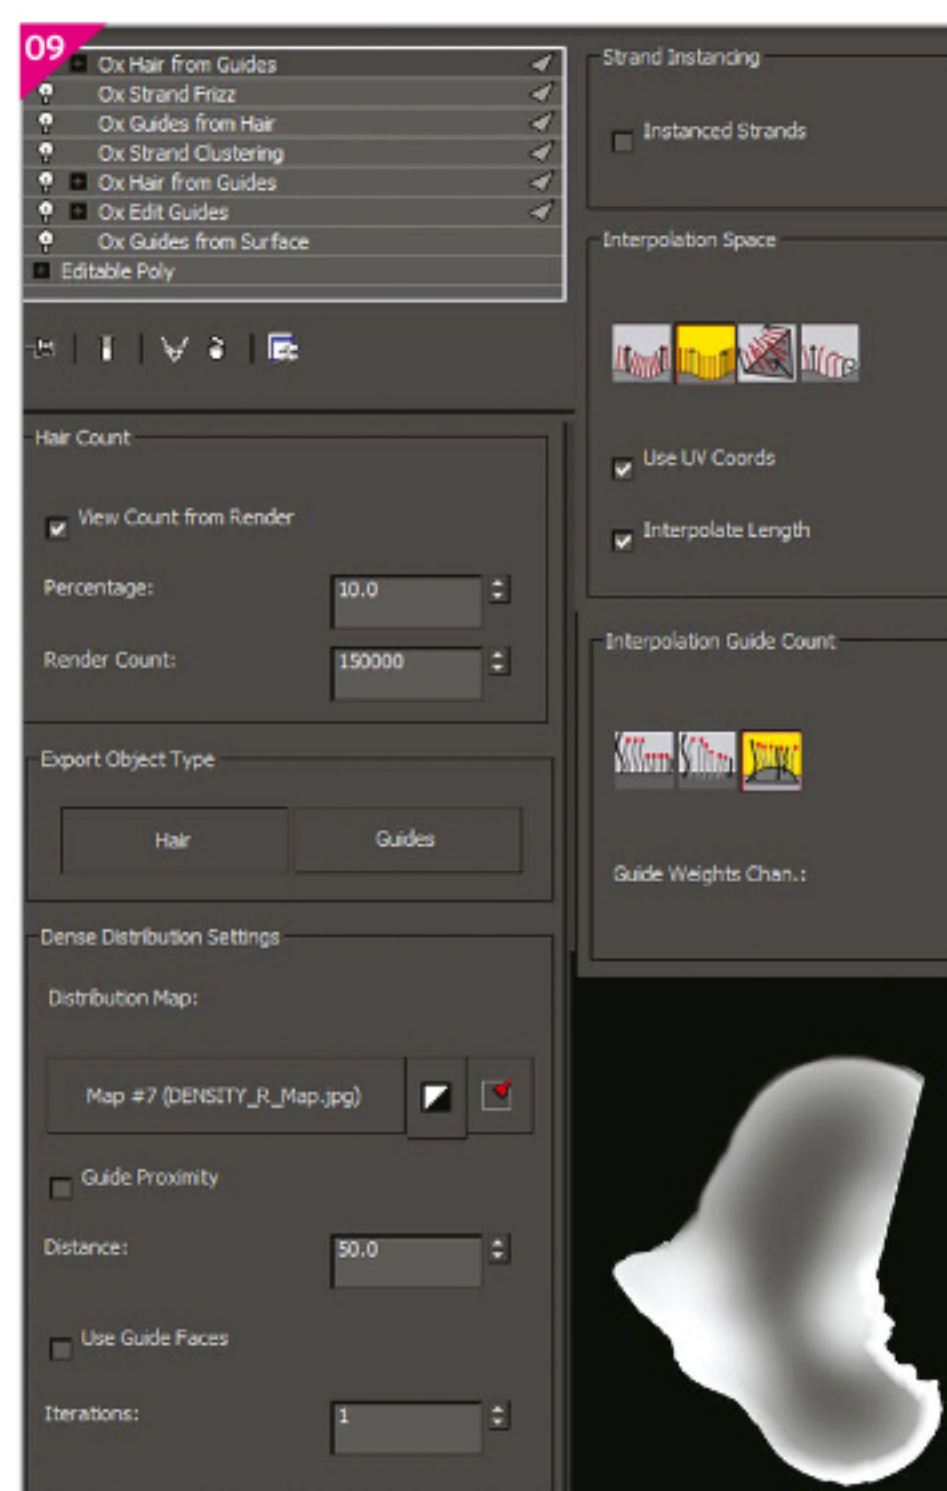 09
Ox Hair from Guides
Ox Strand Frizz
Ox Guides from Hair
Ox Strand Clustering
Ox Hair from Guides
Ox Edit Guides
Ox Guides from Surface
Editable Poly
Hair Count
View Count from Render
Percentage: 10.0
Render Count: 150000
Export Object Type
Hair Guides
Dense Distribution Settings
Distribution Map:
Map #7 (DENSITY_R_Map.jpg)
Guide Proximity
Distance: 50.0
Use Guide Faces
Iterations: 1
Strand Instancing
Instanced Strands
Interpolation Space
Use UV Coords
Interpolate Length
Interpolation Guide Count
Guide Weights Chan.: